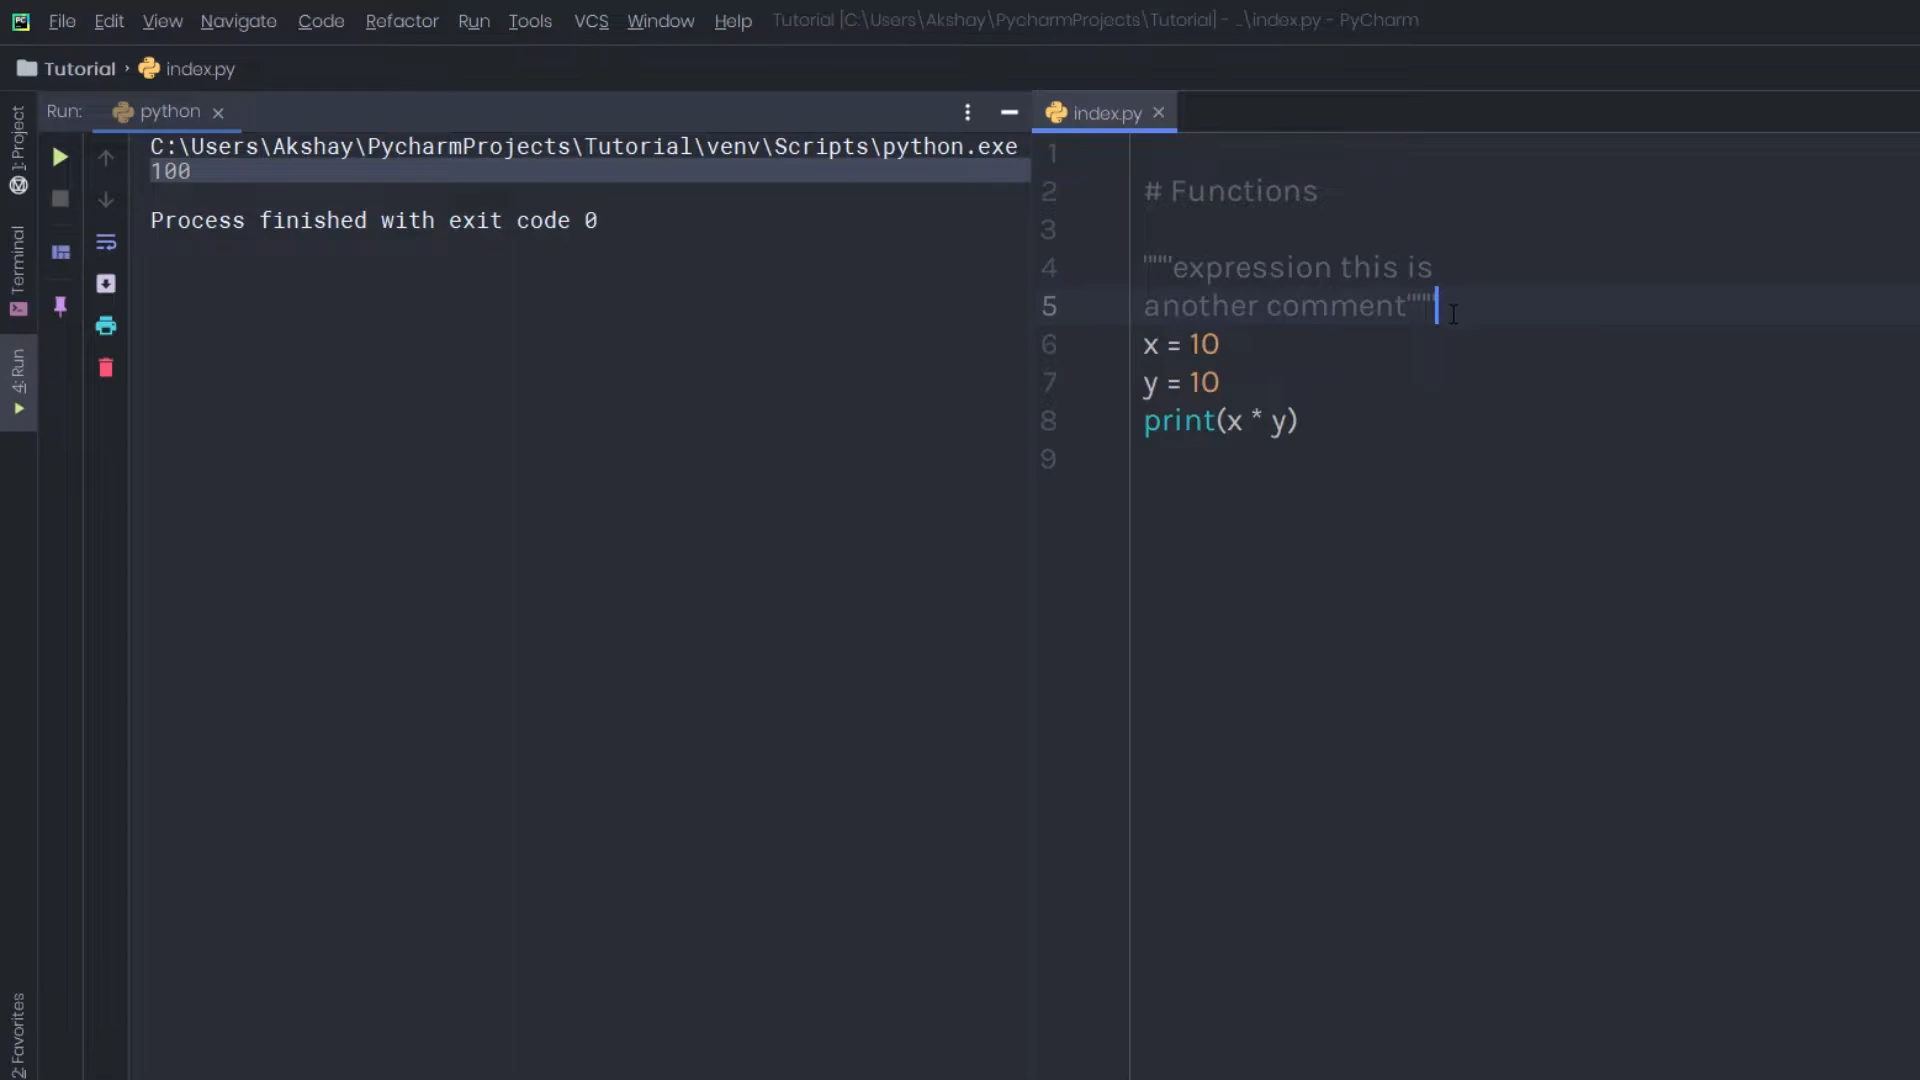 File Edit View Navigate Code Refactor Run Tools VCS Window Help Tutorial [C:\Users\Akshay\PycharmProjects\Tutorial] - ..\index.py - PyCharm
Tutorial › index.py
Run: python
index.py
1: Project
Terminal
4: Run
2: Favorites
C:\Users\Akshay\PycharmProjects\Tutorial\venv\Scripts\python.exe
100
Process finished with exit code 0
1
2 # Functions
3
4 """expression this is
5 another comment"""
6 x = 10
7 y = 10
8 print(x * y)
9